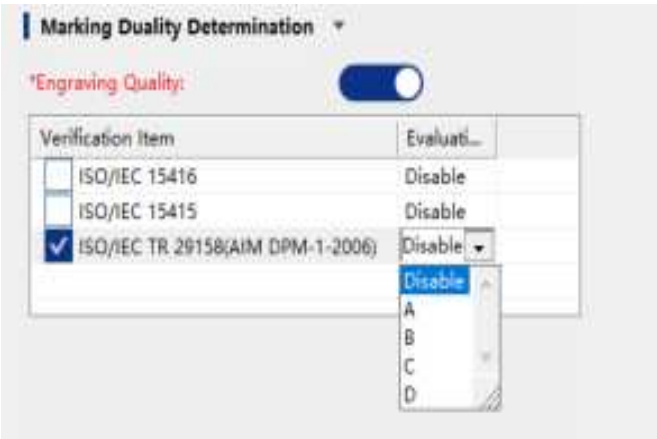 Marking Duality Determination
*Engraving Quality:
Verification Item Evaluati...
ISO/IEC 15416 Disable
ISO/IEC 15415 Disable
ISO/IEC TR 29158(AIM DPM-1-2006) Disable
Disable
A
B
C
D